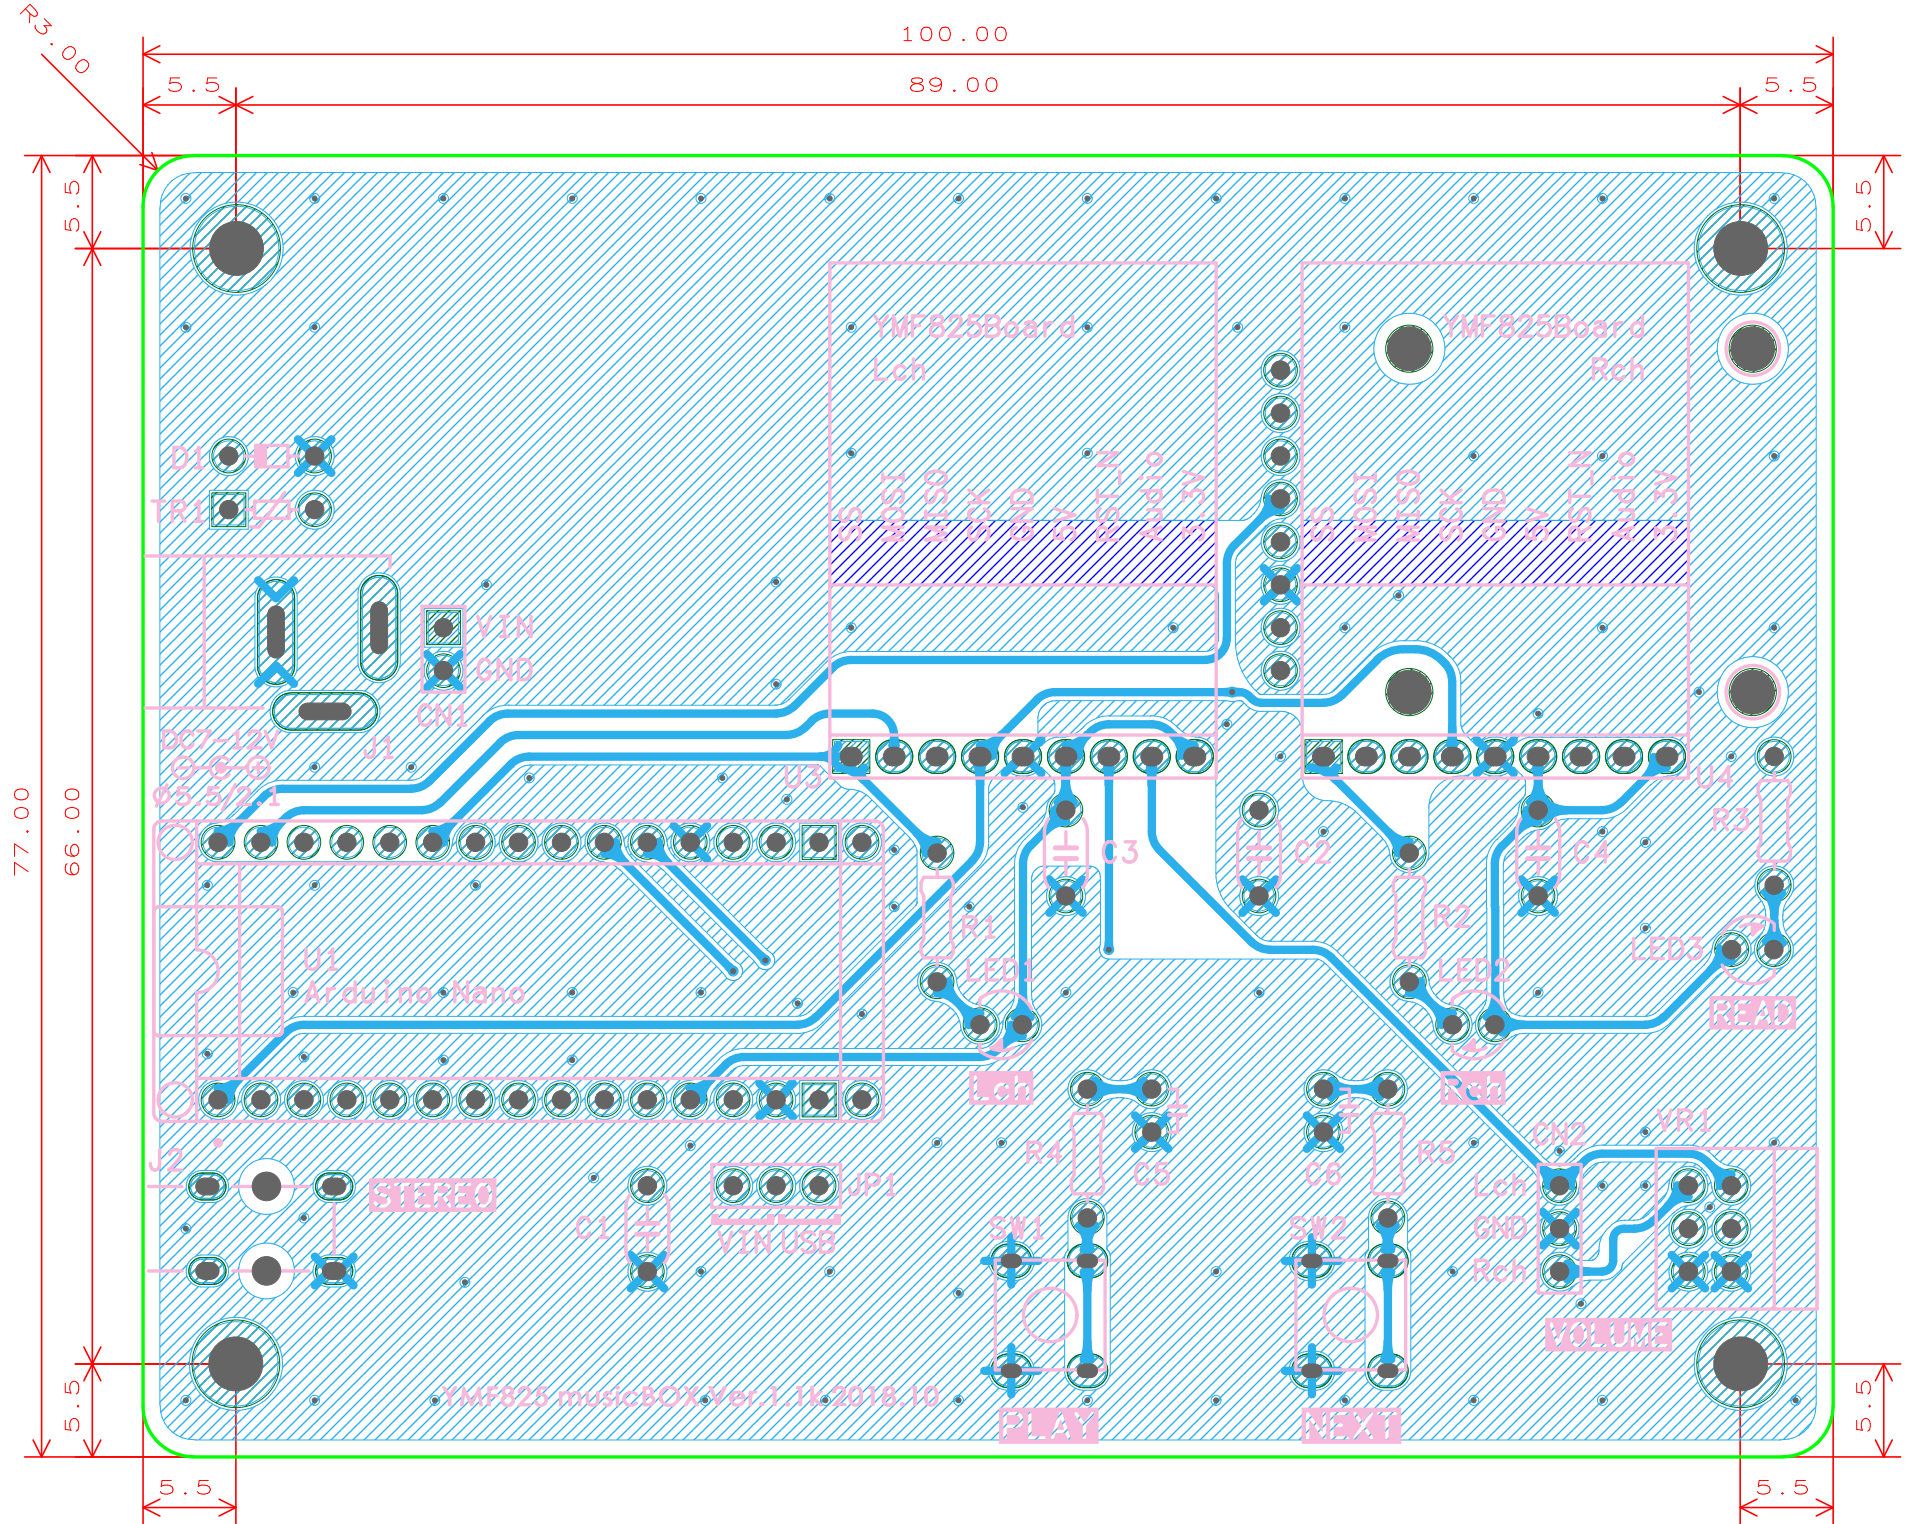 R3.00
100.00
5.5
89.00
5.5
5.5
5.5
YMF825Board
Lch
YMF825Board
Rch
D1
TR1
SS
MOSI
MISO
SCK
GND
5V
RST_N
Audio
3.3V
SS
MOSI
MISO
SCK
GND
5V
RST_N
Audio
3.3V
VIN
GND
CN1
DC7-12V
J1
Ø5.5/2.1
U3
U4
77.00
66.00
R3
C3
C2
C4
R1
R2
LED3
U1
Arduino Nano
LED1
LED2
READ
Lch
Rch
VR1
CN2
J2
R4
C5
C6
R5
STEREO
JP1
Lch
C1
VIN USB
SW1
SW2
GND
Rch
VOLUME
YMF825 musicBOX Ver.1.1k 2018.10
PLAY
NEXT
5.5
5.5
5.5
5.5